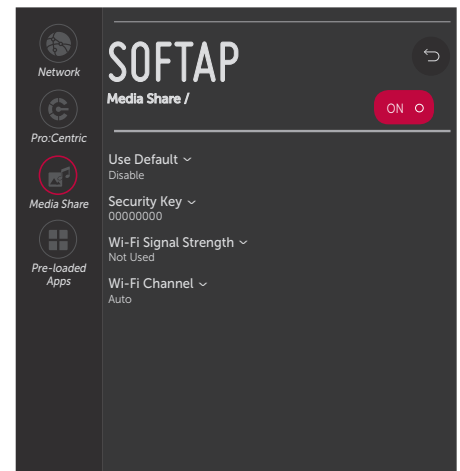 Network
Pro:Centric
Media Share
Pre-loaded
Apps
SOFTAP
Media Share /
ON
Use Default
Disable
Security Key
00000000
Wi-Fi Signal Strength
Not Used
Wi-Fi Channel
Auto